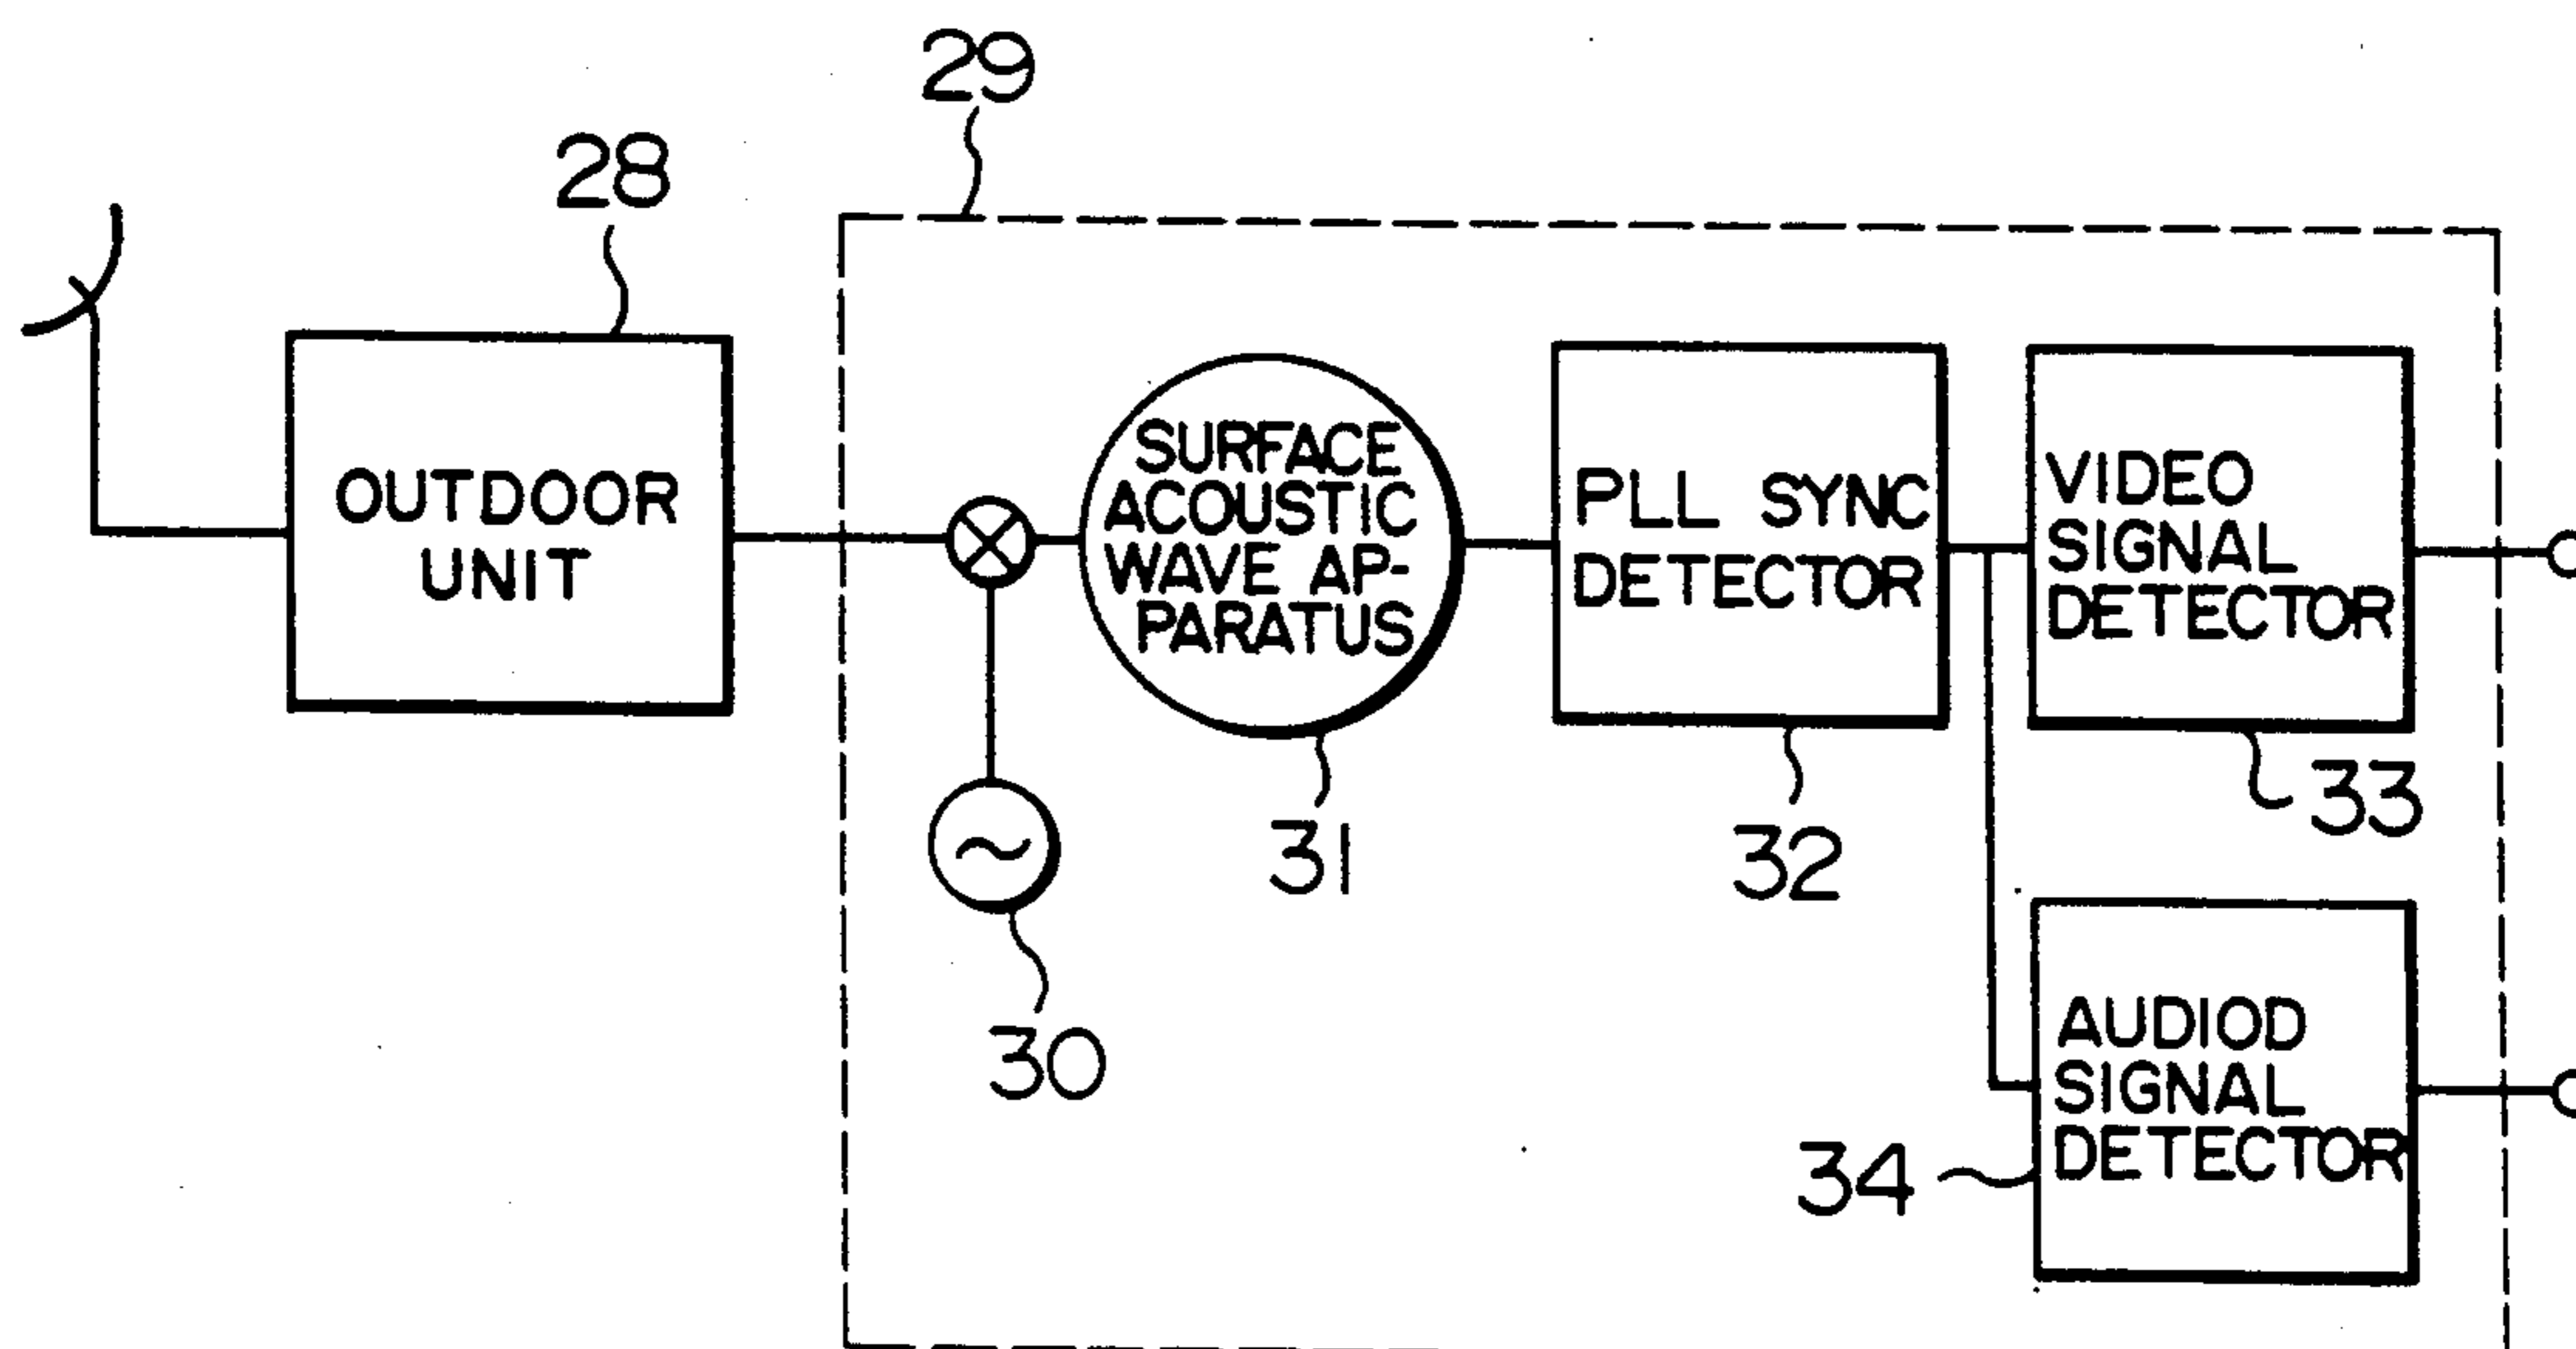 29
28
OUTDOOR
UNIT
SURFACE
ACOUSTIC
WAVE AP-
PARATUS
PLL SYNC
DETECTOR
VIDEO
SIGNAL
DETECTOR
31
32
33
30
AUDIOD
SIGNAL
DETECTOR
34